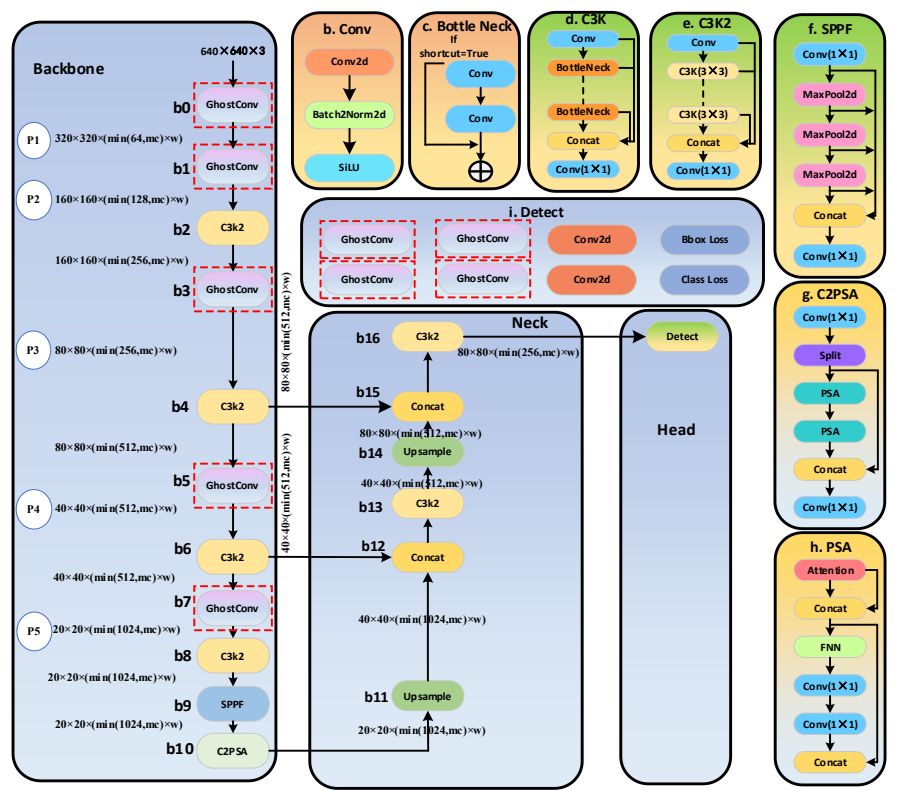 640×640×3
Backbone
b0
GhostConv
P1
320×320×(min(64,mc)×w)
b1
GhostConv
P2
160×160×(min(128,mc)×w)
b2
C3k2
160×160×(min(256,mc)×w)
b3
GhostConv
P3
80×80×(min(256,mc)×w)
b4
C3k2
80×80×(min(512,mc)×w)
b5
GhostConv
P4
40×40×(min(512,mc)×w)
b6
C3k2
40×40×(min(512,mc)×w)
b7
GhostConv
P5
20×20×(min(1024,mc)×w)
b8
C3k2
20×20×(min(1024,mc)×w)
b9
SPPF
20×20×(min(1024,mc)×w)
b10
C2PSA
80×80×(min(512,mc)×w)
40×40×(min(512,mc)×w)
b. Conv
Conv2d
Batch2Norm2d
SiLU
c. Bottle Neck
If
shortcut=True
Conv
Conv
d. C3K
Conv
BottleNeck
BottleNeck
Concat
Conv(1×1)
e. C3K2
Conv
C3K(3×3)
C3K(3×3)
Concat
Conv(1×1)
i. Detect
GhostConv
GhostConv
Conv2d
Bbox Loss
GhostConv
GhostConv
Conv2d
Class Loss
Neck
b16
C3k2
80×80×(min(256,mc)×w)
b15
Concat
80×80×(min(512,mc)×w)
b14
Upsample
40×40×(min(512,mc)×w)
b13
C3k2
b12
Concat
40×40×(min(1024,mc)×w)
b11
Upsample
20×20×(min(1024,mc)×w)
Detect
Head
f. SPPF
Conv(1×1)
MaxPool2d
MaxPool2d
MaxPool2d
Concat
Conv(1×1)
g. C2PSA
Conv(1×1)
Split
PSA
PSA
Concat
Conv(1×1)
h. PSA
Attention
Concat
FNN
Conv(1×1)
Conv(1×1)
Concat